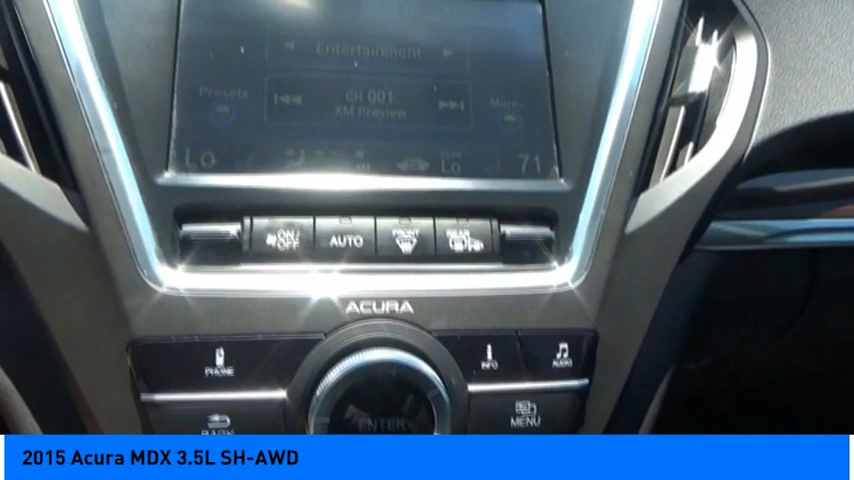 Entertainment
Presets
CH 001
More
XM Preview
Lo
Lo
71
ON/
OFF
AUTO
FRONT
REAR
ACURA
PHONE
INFO
AUDIO
BACK
ENTER
MENU
2015 Acura MDX 3.5L SH-AWD